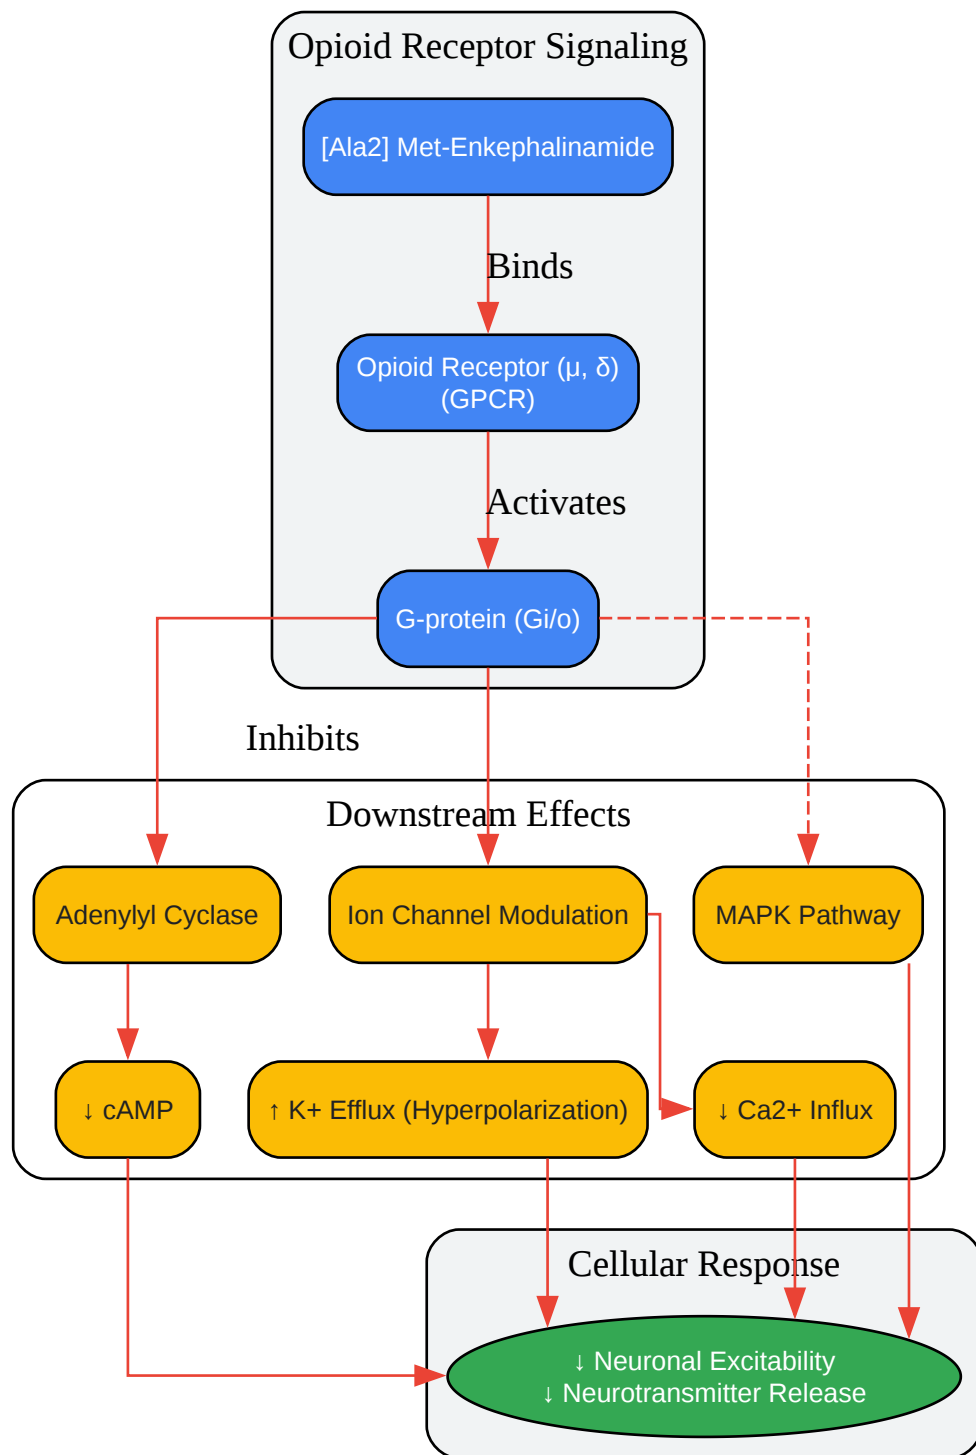 Opioid Receptor Signaling
[Ala2] Met-Enkephalinamide
Binds
Opioid Receptor (μ, δ)
(GPCR)
Activates
G-protein (Gi/o)
Inhibits
Downstream Effects
Adenylyl Cyclase
Ion Channel Modulation
MAPK Pathway
↓ cAMP
↑ K+ Efflux (Hyperpolarization)
↓ Ca2+ Influx
Cellular Response
↓ Neuronal Excitability
↓ Neurotransmitter Release